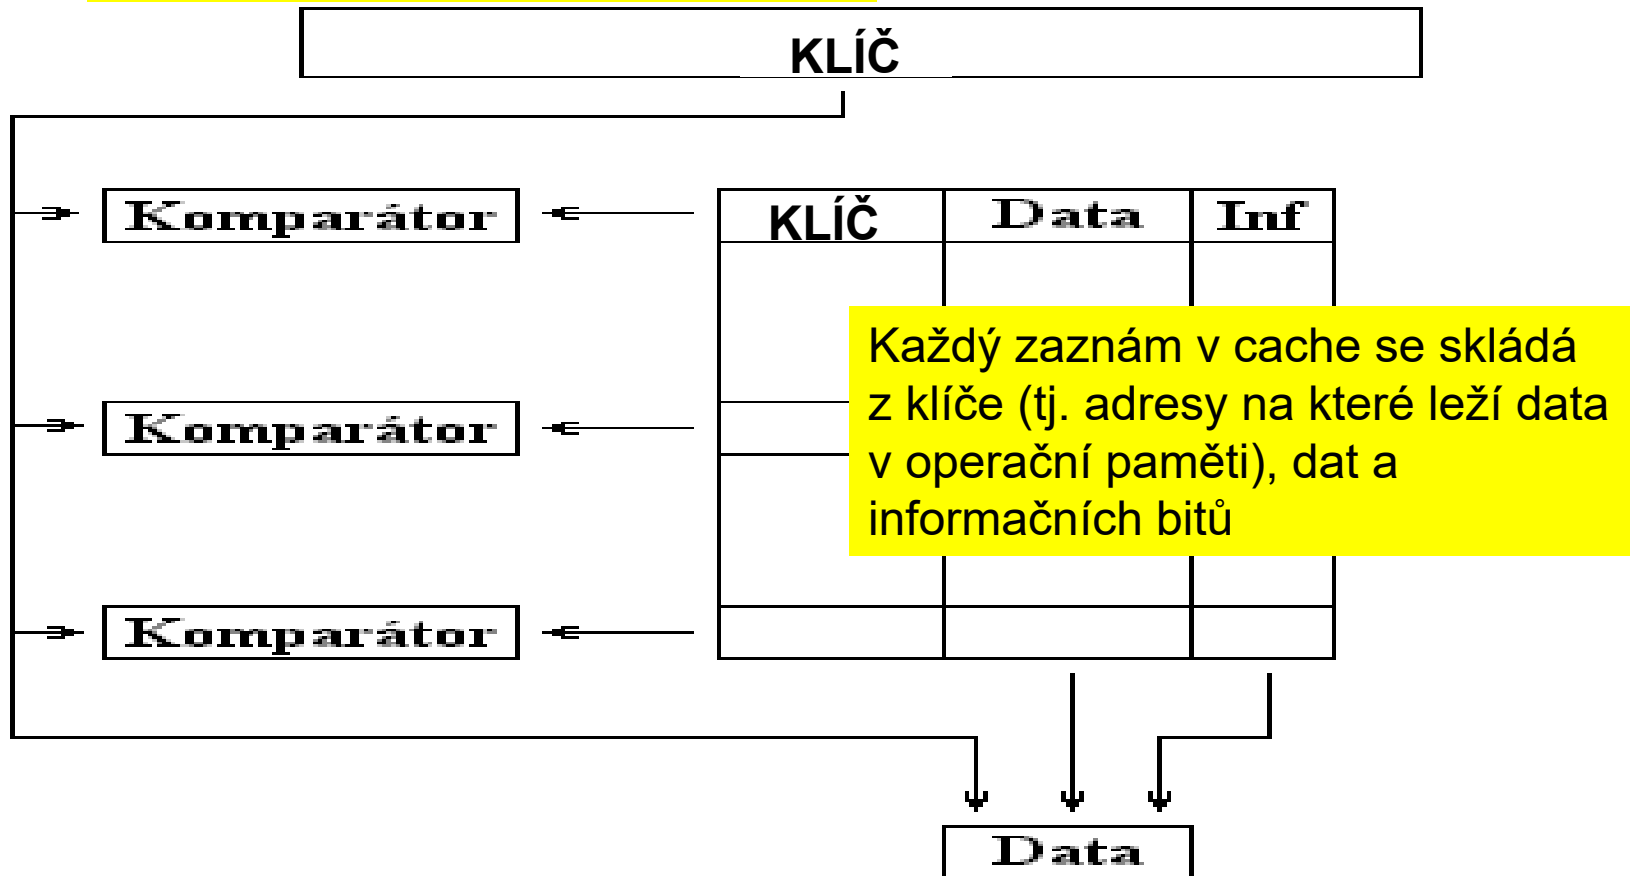 KLÍČ
Komparátor
KLÍČ Data Inf
Každý zaznám v cache se skládá
z klíče (tj. adresy na které leží data
v operační paměti), dat a
informačních bitů
Komparátor
Komparátor
Data